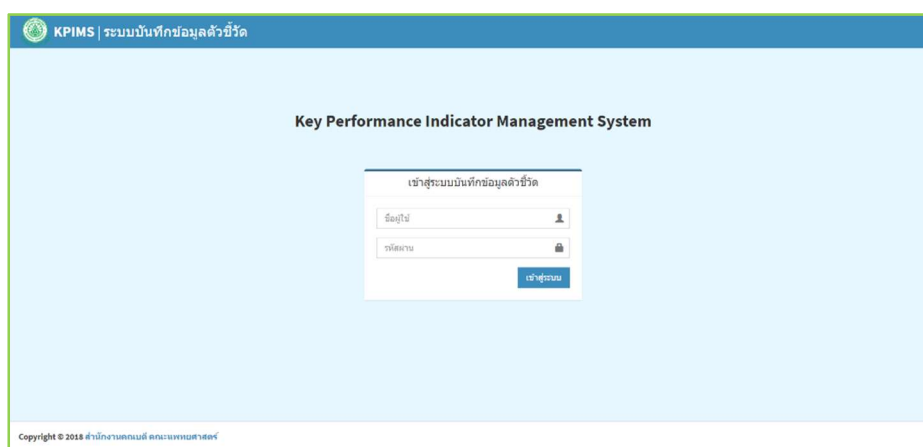 KPIMS | ระบบบันทึกข้อมูลตัวชี้วัด
Key Performance Indicator Management System
เข้าสู่ระบบบันทึกข้อมูลตัวชี้วัด
ชื่อผู้ใช้
รหัสผ่าน
เข้าสู่ระบบ
Copyright © 2018 สำนักงานคณบดี คณะแพทยศาสตร์